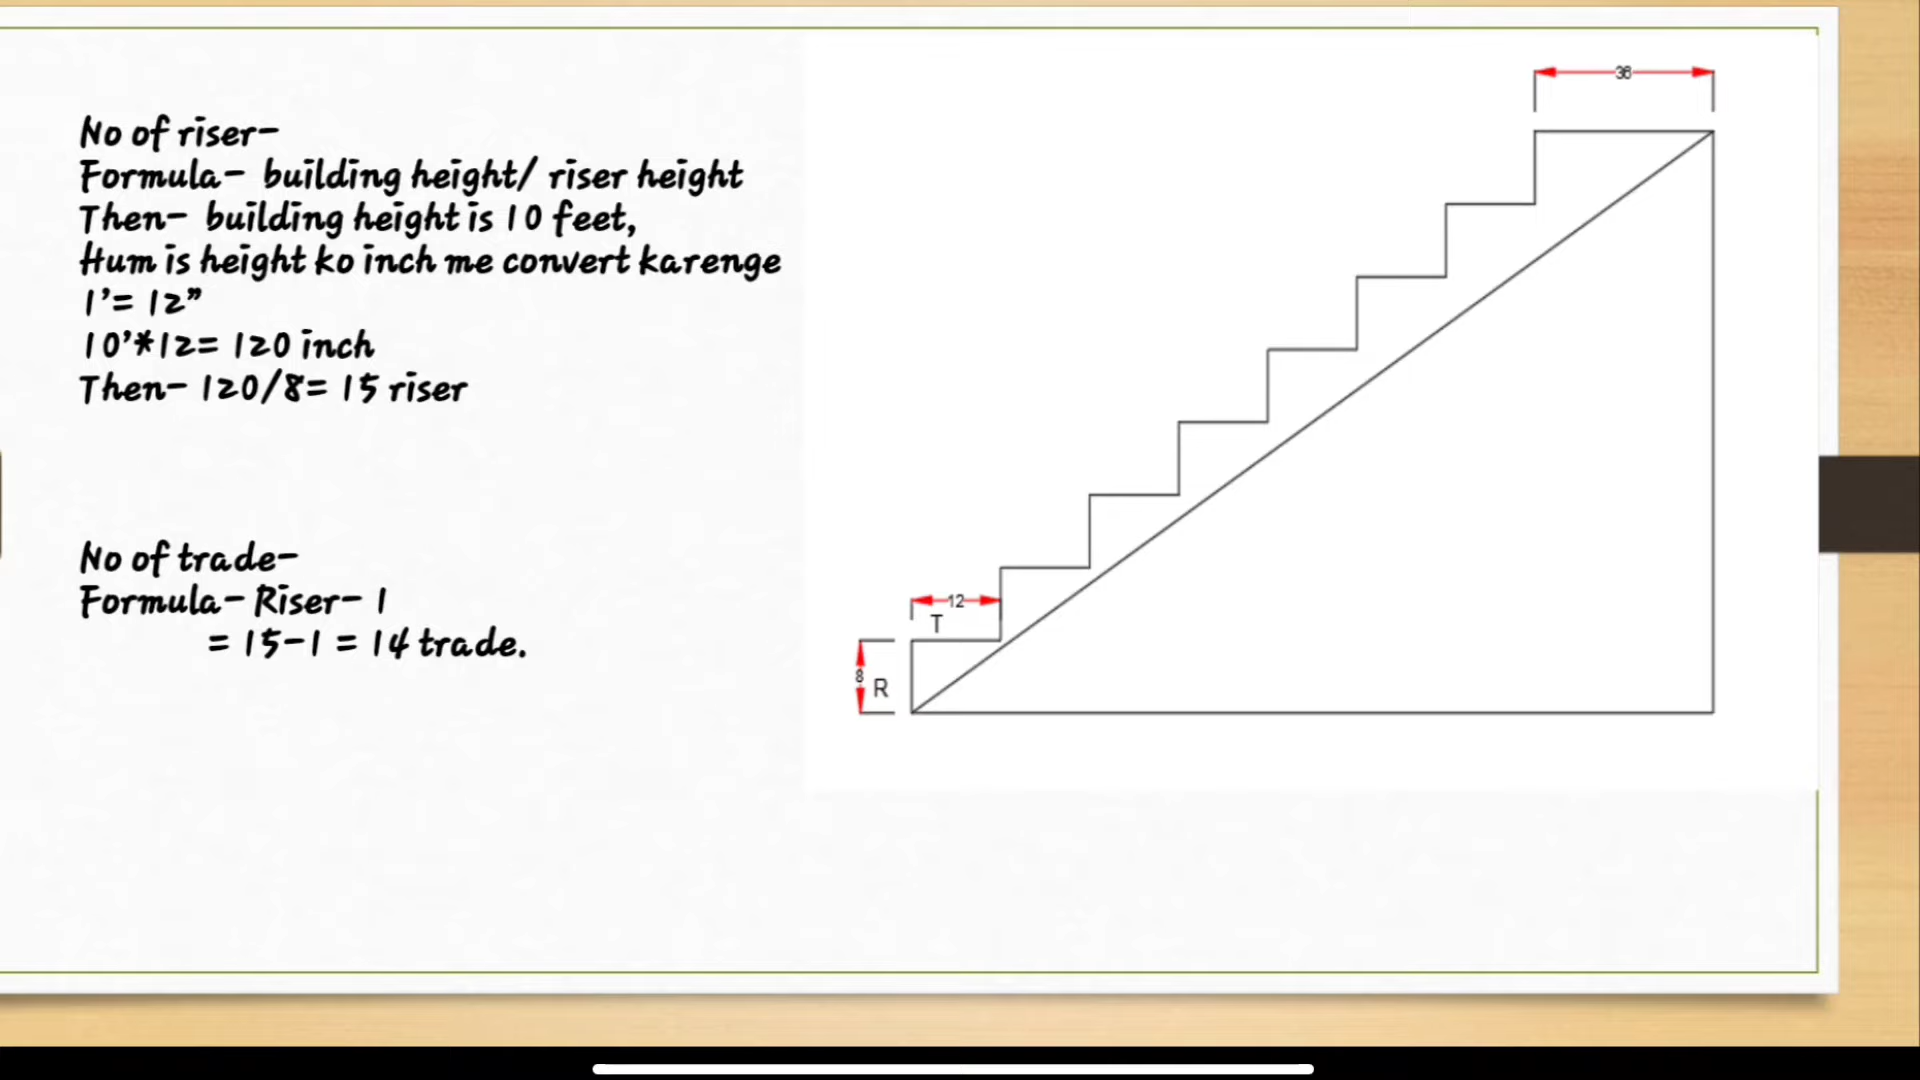 No of riser-
Formula- building height/ riser height
Then- building height is 10 feet,
Hum is height ko inch me convert karenge
1’= 12”
10’*12= 120 inch
Then- 120/8= 15 riser
No of trade-
Formula- Riser- 1
= 15-1 = 14 trade.
36
12
T
8
R